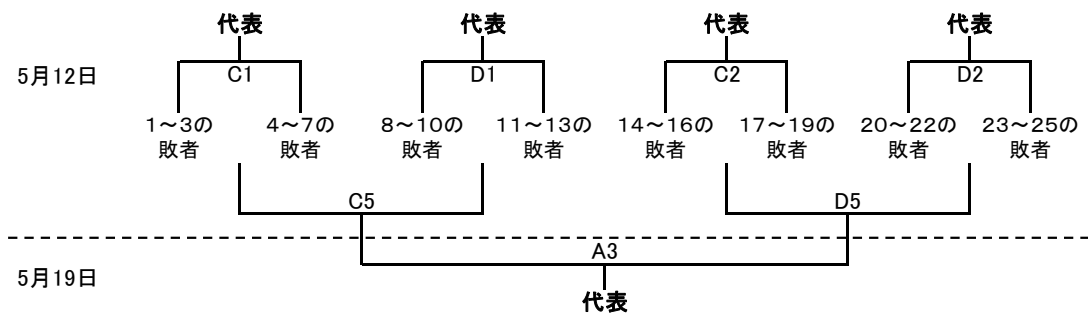 代表 代表 代表 代表
5月12日 C1 D1 C2 D2
1～3の 4～7の 8～10の 11～13の 14～16の 17～19の 20～22の 23～25の
敗者 敗者 敗者 敗者 敗者 敗者 敗者 敗者
C5 D5
A3
5月19日
代表